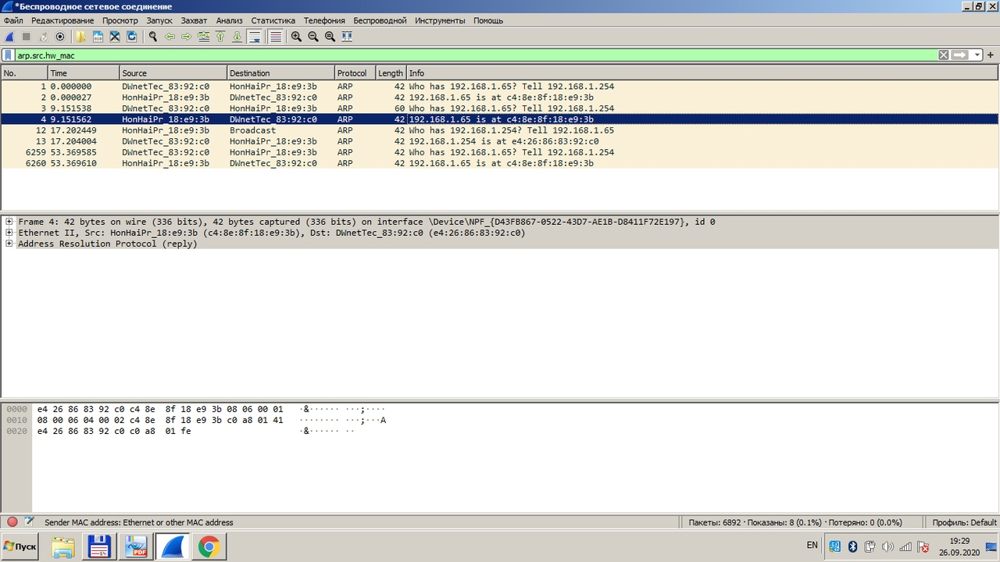 *Беспроводное сетевое соединение
Файл Редактирование Просмотр Запуск Захват Анализ Статистика Телефония Беспроводной Инструменты Помощь
arp.src.hw_mac
No. Time Source Destination Protocol Length Info
1 0.000000 DWnetTec_83:92:c0 HonHaiPr_18:e9:3b ARP 42 Who has 192.168.1.65? Tell 192.168.1.254
2 0.000027 HonHaiPr_18:e9:3b DWnetTec_83:92:c0 ARP 42 192.168.1.65 is at c4:8e:8f:18:e9:3b
3 9.151538 DWnetTec_83:92:c0 HonHaiPr_18:e9:3b ARP 60 Who has 192.168.1.65? Tell 192.168.1.254
4 9.151562 HonHaiPr_18:e9:3b DWnetTec_83:92:c0 ARP 42 192.168.1.65 is at c4:8e:8f:18:e9:3b
12 17.202449 HonHaiPr_18:e9:3b Broadcast ARP 42 Who has 192.168.1.254? Tell 192.168.1.65
13 17.204004 DWnetTec_83:92:c0 HonHaiPr_18:e9:3b ARP 42 192.168.1.254 is at e4:26:86:83:92:c0
6259 53.369585 DWnetTec_83:92:c0 HonHaiPr_18:e9:3b ARP 42 Who has 192.168.1.65? Tell 192.168.1.254
6260 53.369610 HonHaiPr_18:e9:3b DWnetTec_83:92:c0 ARP 42 192.168.1.65 is at c4:8e:8f:18:e9:3b
Frame 4: 42 bytes on wire (336 bits), 42 bytes captured (336 bits) on interface \Device\NPF_{D43FB867-0522-43D7-AE1B-D8411F72E197}, id 0
Ethernet II, Src: HonHaiPr_18:e9:3b (c4:8e:8f:18:e9:3b), Dst: DWnetTec_83:92:c0 (e4:26:86:83:92:c0)
Address Resolution Protocol (reply)
0000 e4 26 86 83 92 c0 c4 8e 8f 18 e9 3b 08 06 00 01 ·&······ ···;····
0010 08 00 06 04 00 02 c4 8e 8f 18 e9 3b c0 a8 01 41 ········ ···;···A
0020 e4 26 86 83 92 c0 c0 a8 01 fe ·&······ ··
Sender MAC address: Ethernet or other MAC address Пакеты: 6892 · Показаны: 8 (0.1%) · Потеряно: 0 (0.0%) Профиль: Default
Пуск 64 PDF EN 19:29
26.09.2020